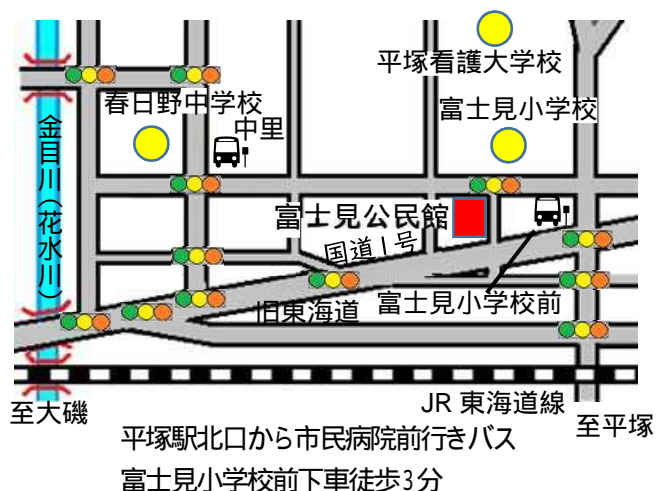 平塚看護大学校
春日野中学校
富士見小学校
中里
金目川(花水川)
富士見公民館
国道1号
旧東海道
富士見小学校前
JR 東海道線
至大磯
至平塚
平塚駅北口から市民病院前行きバス
富士見小学校前下車徒歩3分